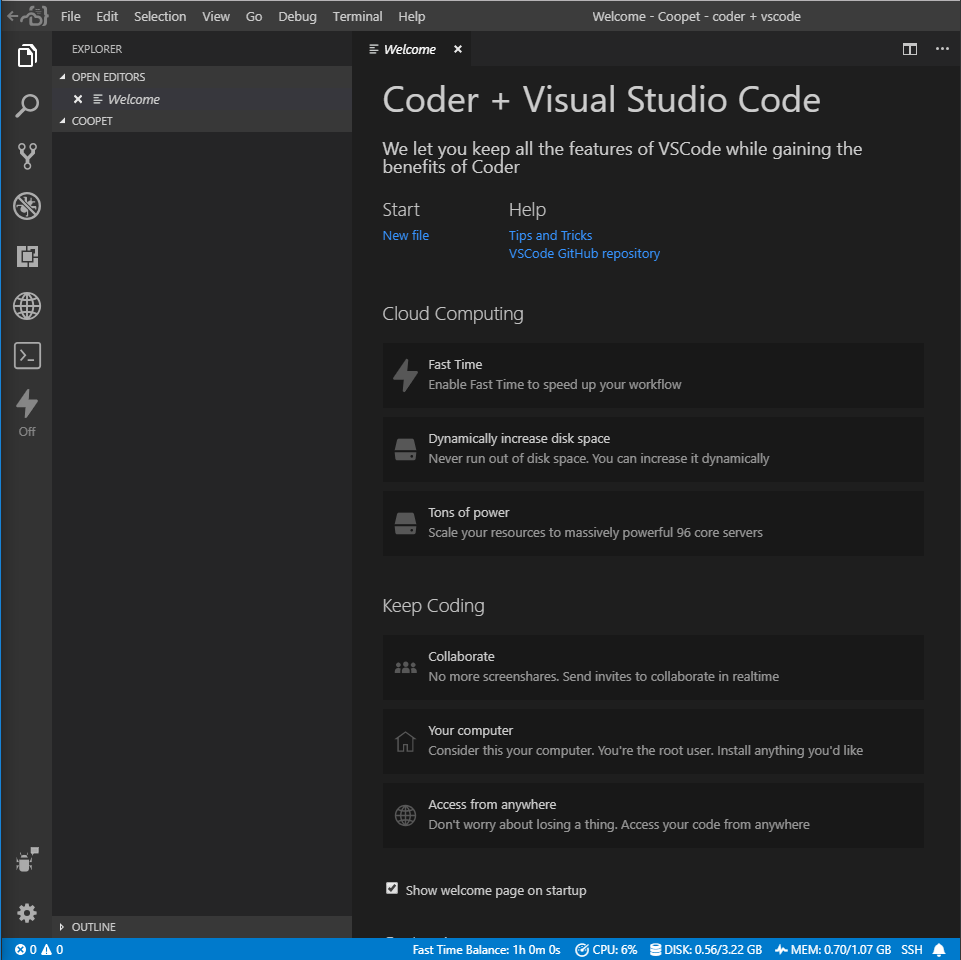 File Edit Selection View Go Debug Terminal Help Welcome - Coopet - coder + vscode
EXPLORER
OPEN EDITORS
Welcome
COOPET
Off
OUTLINE
Welcome
Coder + Visual Studio Code
We let you keep all the features of VSCode while gaining the
benefits of Coder
Start
New file
Help
Tips and Tricks
VSCode GitHub repository
Cloud Computing
Fast Time
Enable Fast Time to speed up your workflow
Dynamically increase disk space
Never run out of disk space. You can increase it dynamically
Tons of power
Scale your resources to massively powerful 96 core servers
Keep Coding
Collaborate
No more screenshares. Send invites to collaborate in realtime
Your computer
Consider this your computer. You're the root user. Install anything you'd like
Access from anywhere
Don't worry about losing a thing. Access your code from anywhere
Show welcome page on startup
0 0 Fast Time Balance: 1h 0m 0s CPU: 6% DISK: 0.56/3.22 GB MEM: 0.70/1.07 GB SSH